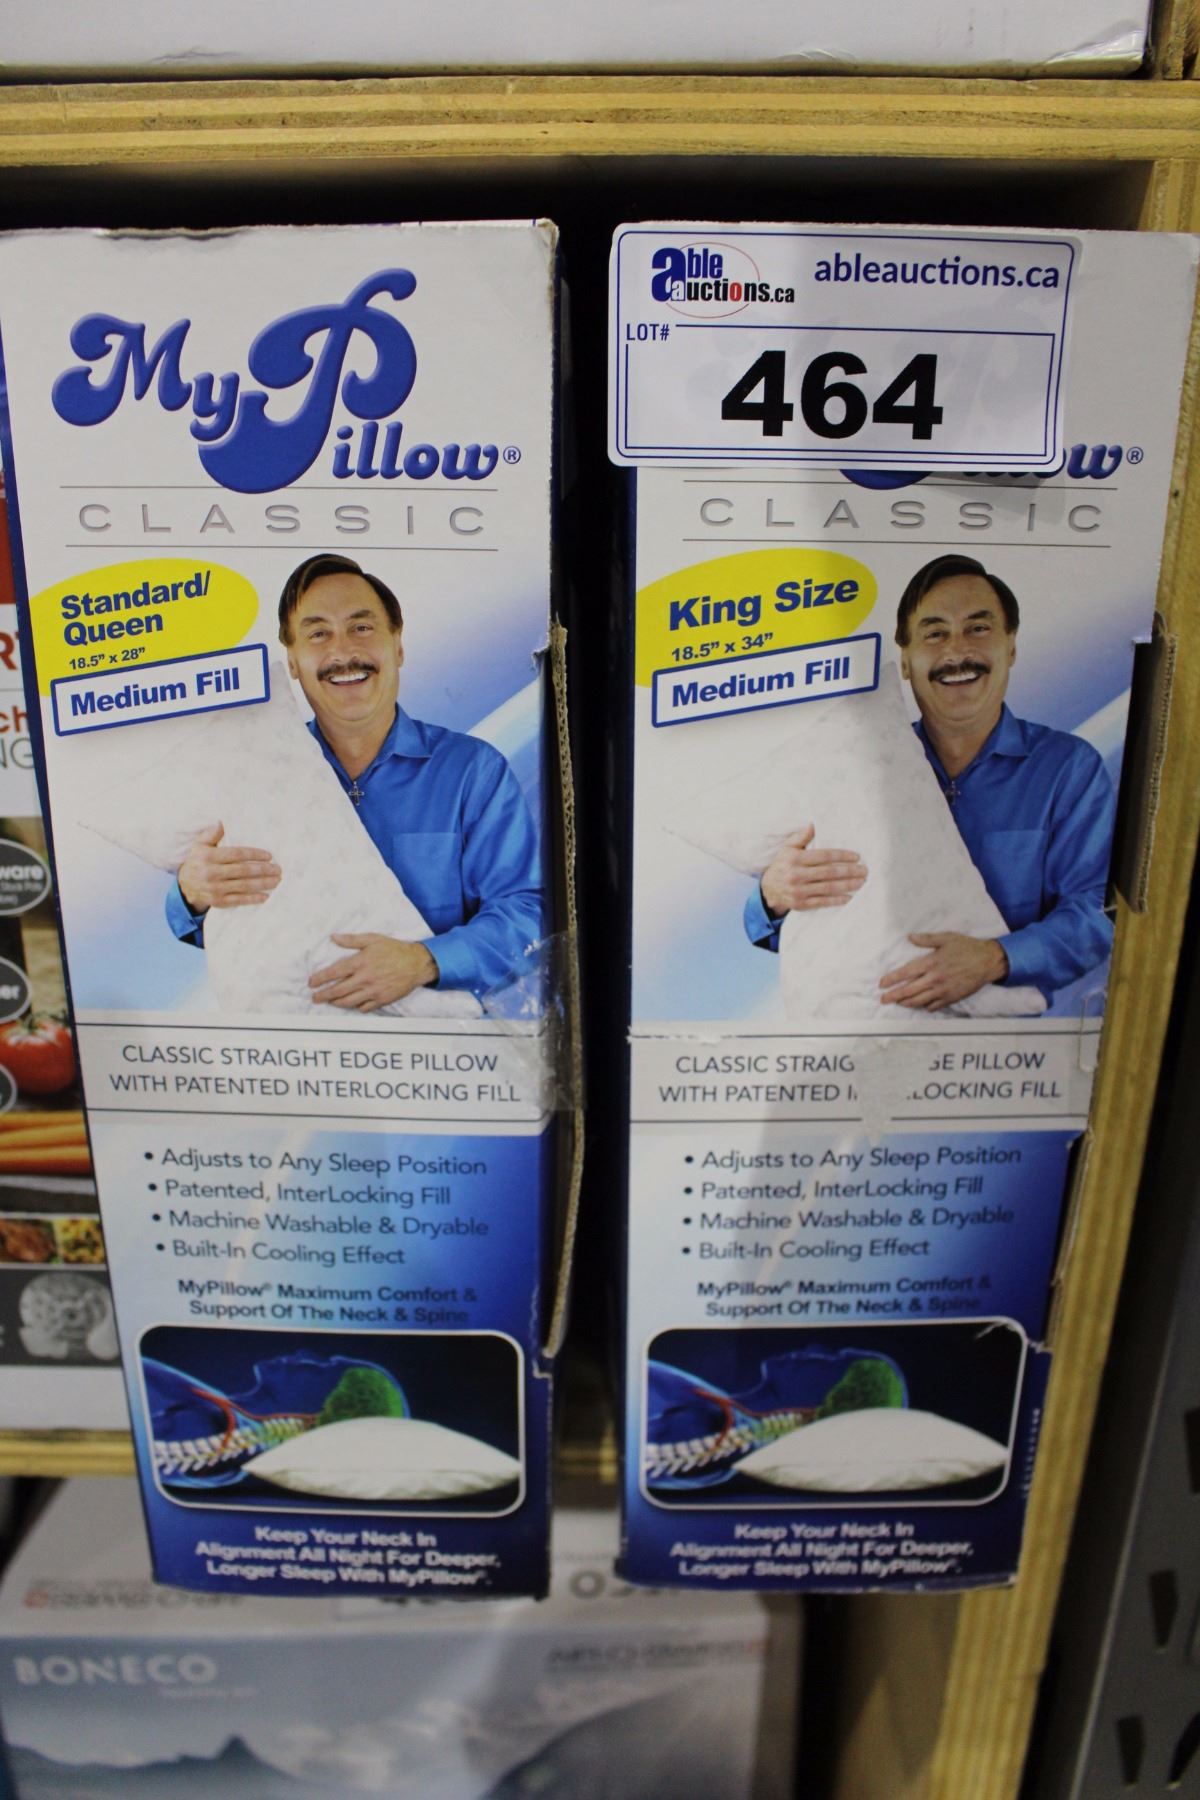 MyPillow®
CLASSIC
Standard/
Queen
18.5" x 28"
Medium Fill
CLASSIC STRAIGHT EDGE PILLOW
WITH PATENTED INTERLOCKING FILL
• Adjusts to Any Sleep Position
• Patented, InterLocking Fill
• Machine Washable & Dryable
• Built-In Cooling Effect
MyPillow® Maximum Comfort &
Support Of The Neck & Spine
Keep Your Neck In
Alignment All Night For Deeper,
Longer Sleep With MyPillow®.
able
auctions.ca
ableauctions.ca
LOT#
464
ow®
CLASSIC
King Size
18.5" x 34"
Medium Fill
CLASSIC STRAIG GE PILLOW
WITH PATENTED I LOCKING FILL
• Adjusts to Any Sleep Position
• Patented, InterLocking Fill
• Machine Washable & Dryable
• Built-In Cooling Effect
MyPillow® Maximum Comfort &
Support Of The Neck & Spine
Keep Your Neck In
Alignment All Night For Deeper,
Longer Sleep With MyPillow®.
ware
er
BONECO